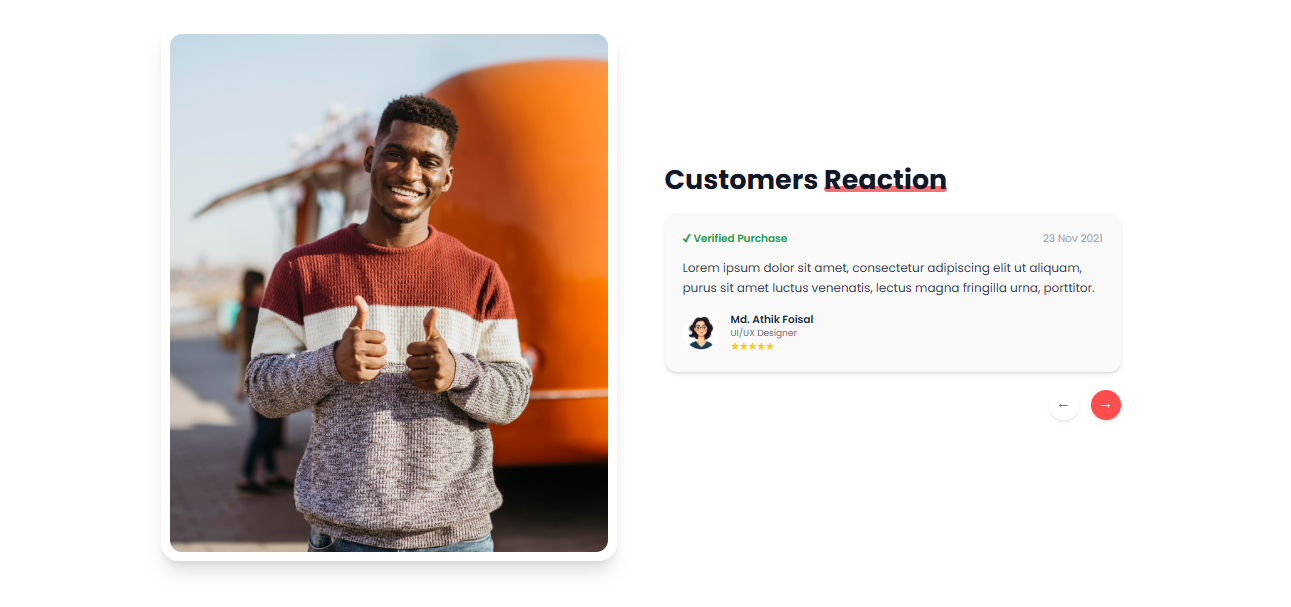 Customers Reaction
✓ Verified Purchase 23 Nov 2021
Lorem ipsum dolor sit amet, consectetur adipiscing elit ut aliquam,
purus sit amet luctus venenatis, lectus magna fringilla urna, porttitor.
Md. Athik Foisal
UI/UX Designer
★★★★★
← →